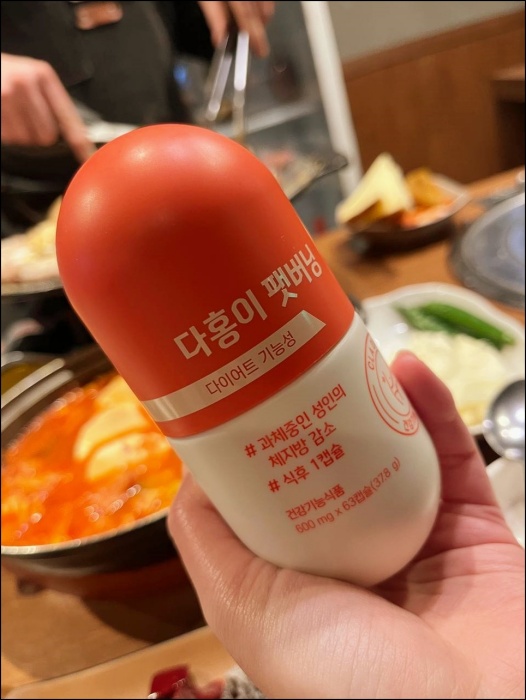 다홍이 팻버닝
다이어트 기능성
# 과체중인 성인의
체지방 감소
# 식후 1캡슐
건강기능식품
600 mg x 63캡슐(37.8 g)